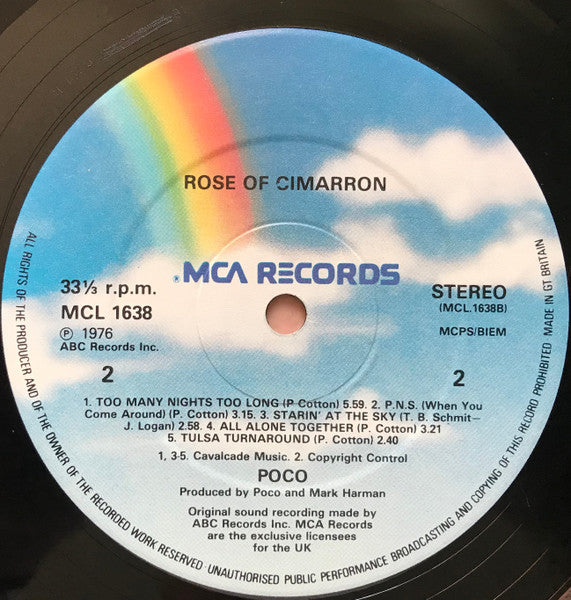 ROSE OF CIMARRON
® MCA RECORDS
33⅓ r.p.m.
MCL 1638
℗ 1976
ABC Records Inc.
2
STEREO
(MCL.1638B)
MCPS/BIEM
2
1. TOO MANY NIGHTS TOO LONG (P Cotton) 5.59. 2. P.N.S. (When You
Come Around) (P. Cotton) 3.15. 3. STARIN' AT THE SKY (T. B. Schmit—
J. Logan) 2.58. 4. ALL ALONE TOGETHER (P. Cotton) 3.21
5. TULSA TURNAROUND (P. Cotton) 2.40
1, 3-5. Cavalcade Music. 2. Copyright Control
POCO
Produced by Poco and Mark Harman
Original sound recording made by
ABC Records Inc. MCA Records
are the exclusive licensees
for the UK
ALL RIGHTS OF THE PRODUCER AND OF THE OWNER OF THE RECORDED WORK RESERVED · UNAUTHORISED PUBLIC PERFORMANCE BROADCASTING AND COPYING OF THIS RECORD PROHIBITED MADE IN GT BRITAIN